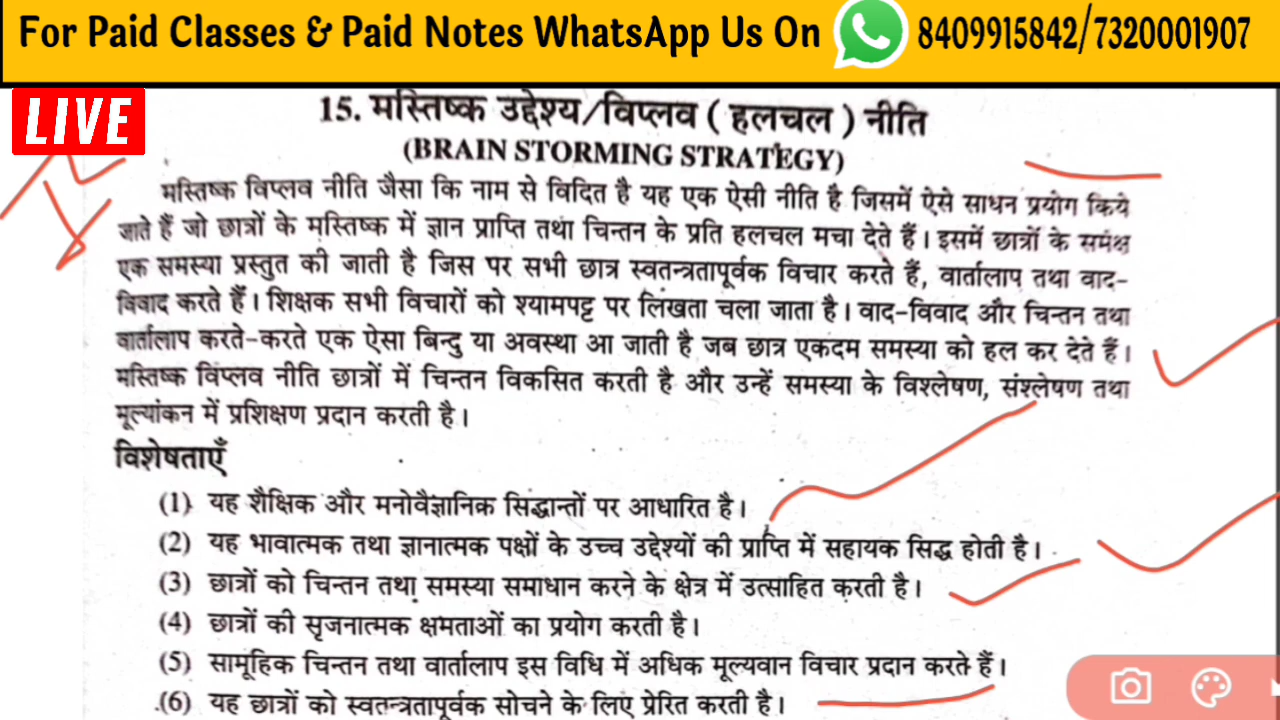 For Paid Classes & Paid Notes WhatsApp Us On 8409915842/7320001907
LIVE
15. मस्तिष्क उद्देश्य/विप्लव ( हलचल ) नीति
(BRAIN STORMING STRATEGY)
मस्तिष्क विप्लव नीति जैसा कि नाम से विदित है यह एक ऐसी नीति है जिसमें ऐसे साधन प्रयोग किये
जाते हैं जो छात्रों के मस्तिष्क में ज्ञान प्राप्ति तथा चिन्तन के प्रति हलचल मचा देते हैं। इसमें छात्रों के समक्ष
एक समस्या प्रस्तुत की जाती है जिस पर सभी छात्र स्वतन्त्रतापूर्वक विचार करते हैं, वार्तालाप तथा वाद-
विवाद करते हैं। शिक्षक सभी विचारों को श्यामपट्ट पर लिखता चला जाता है। वाद-विवाद और चिन्तन तथा
वार्तालाप करते-करते एक ऐसा बिन्दु या अवस्था आ जाती है जब छात्र एकदम समस्या को हल कर देते हैं।
मस्तिष्क विप्लव नीति छात्रों में चिन्तन विकसित करती है और उन्हें समस्या के विश्लेषण, संश्लेषण तथा
मूल्यांकन में प्रशिक्षण प्रदान करती है।
विशेषताएँ
(1) यह शैक्षिक और मनोवैज्ञानिक सिद्धान्तों पर आधारित है।
(2) यह भावात्मक तथा ज्ञानात्मक पक्षों के उच्च उद्देश्यों की प्राप्ति में सहायक सिद्ध होती है।
(3) छात्रों को चिन्तन तथा समस्या समाधान करने के क्षेत्र में उत्साहित करती है।
(4) छात्रों की सृजनात्मक क्षमताओं का प्रयोग करती है।
(5) सामूहिक चिन्तन तथा वार्तालाप इस विधि में अधिक मूल्यवान विचार प्रदान करते हैं।
(6) यह छात्रों को स्वतन्त्रतापूर्वक सोचने के लिए प्रेरित करती है।